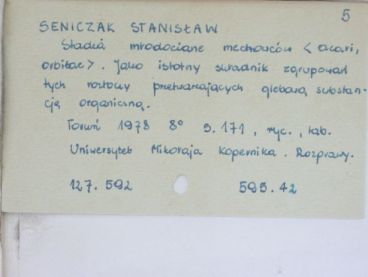 5
SENICZAK STANISŁAW
Stadia młodociane mechowców <Acari,
orbitae>. Jako istotny składnik zgrupowań
tych roztoczy przetwarzających glebową substan-
cję organiczną.
Toruń 1978 8° s. 171, ryc., tab.
Uniwersytet Mikołaja Kopernika. Rozprawy.
127.592 595.42